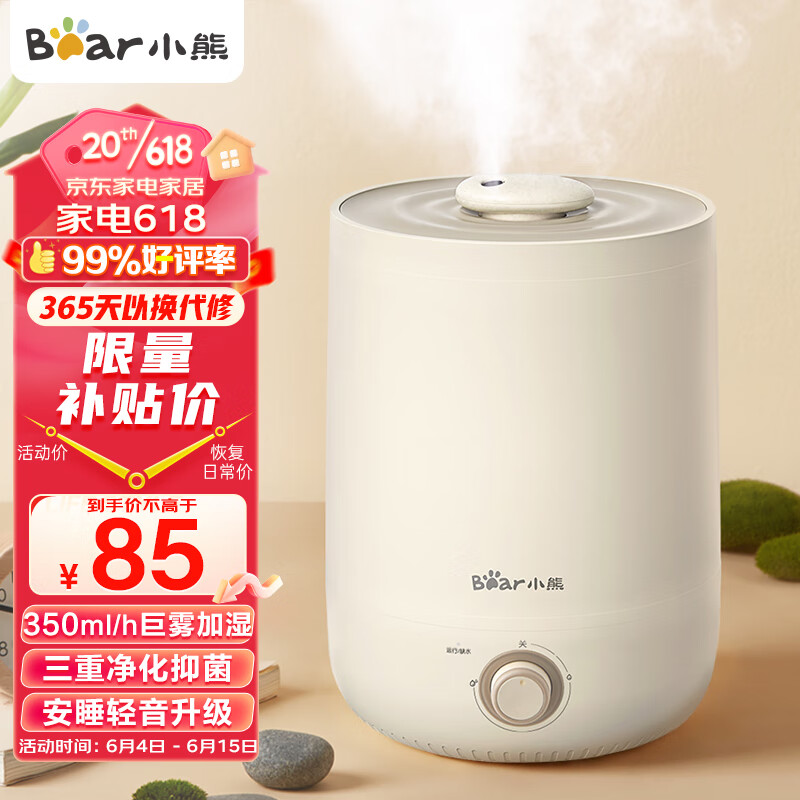 Bear小熊
20th/618
京东家电家居
家电618
99%好评率
365天以换代修
限量
补贴价
活动价
恢复
日常价
到手价不高于
¥85
350ml/h巨雾加湿
三重净化抑菌
安睡轻音升级
活动时间：6月4日 - 6月15日
Bear小熊
运行/缺水
关